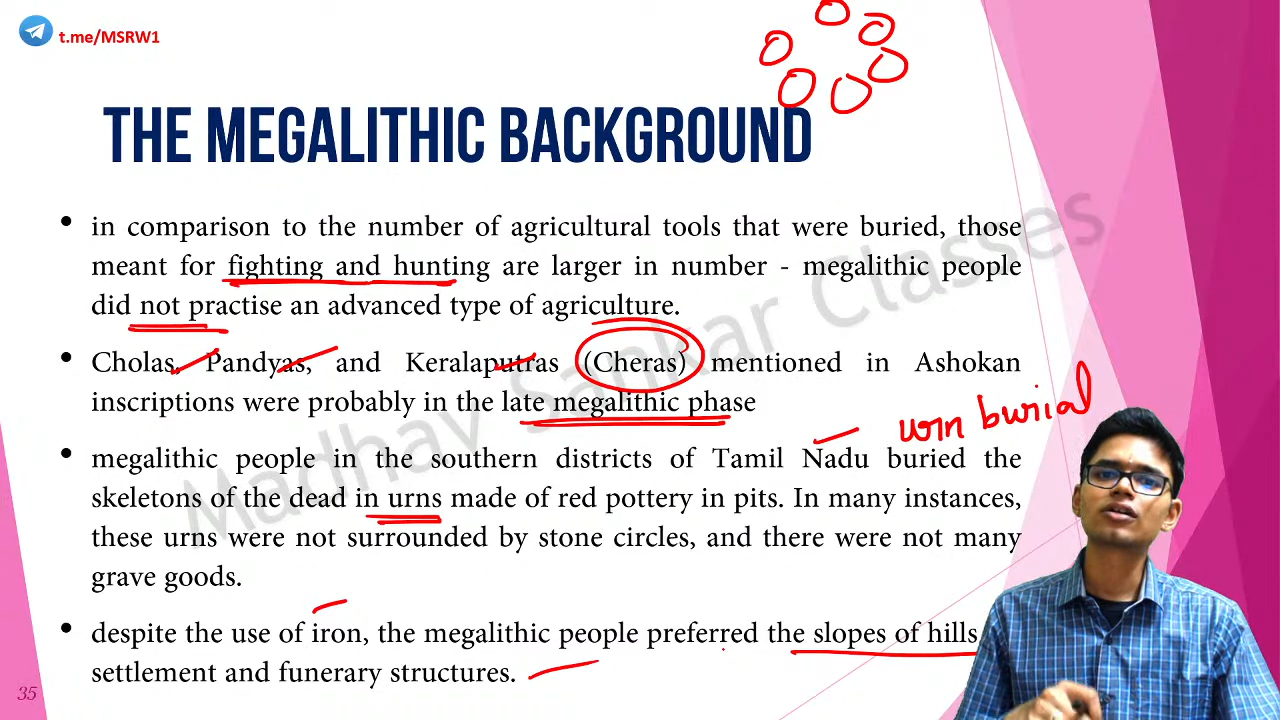 t.me/MSRW1
THE MEGALITHIC BACKGROUND
• in comparison to the number of agricultural tools that were buried, those
meant for fighting and hunting are larger in number - megalithic people
did not practise an advanced type of agriculture.
• Cholas, Pandyas, and Keralaputras (Cheras) mentioned in Ashokan
inscriptions were probably in the late megalithic phase
urn burial
• megalithic people in the southern districts of Tamil Nadu buried the
skeletons of the dead in urns made of red pottery in pits. In many instances,
these urns were not surrounded by stone circles, and there were not many
grave goods.
• despite the use of iron, the megalithic people preferred the slopes of hills
settlement and funerary structures.
35
Madhav Sankar Classes